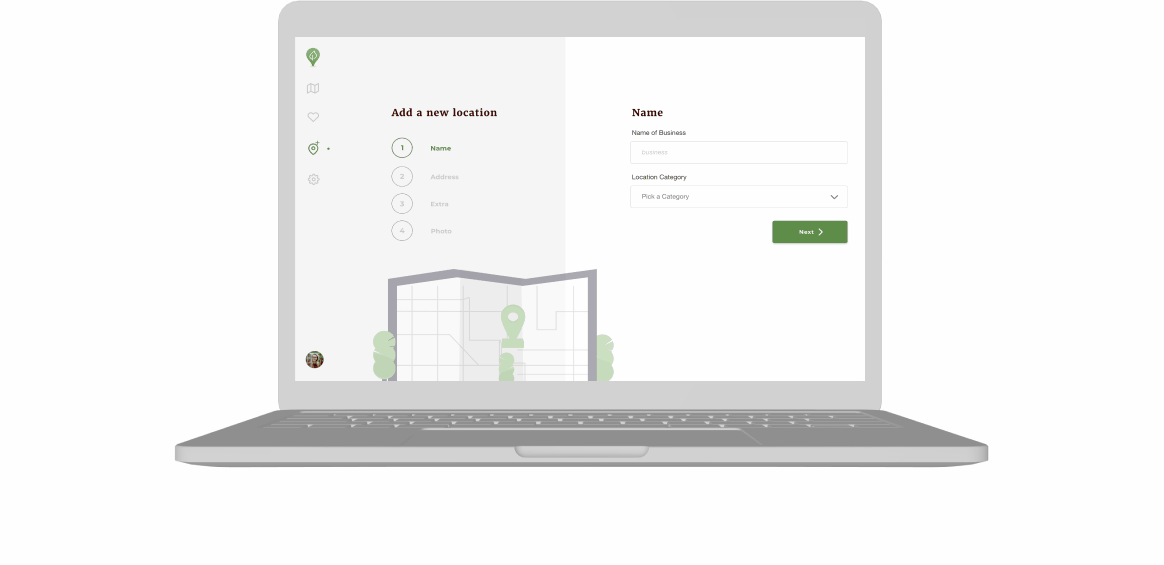 Add a new location
1 Name
2 Address
3 Extra
4 Photo
Name
Name of Business
business
Location Category
Pick a Category
Next